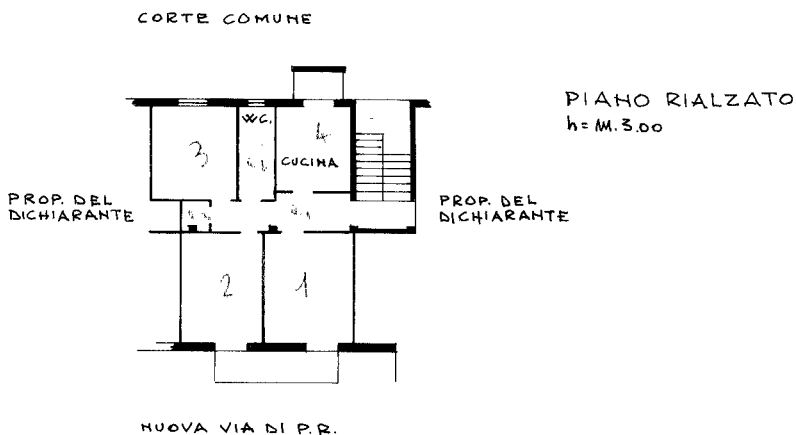 CORTE COMUNE
PIANO RIALZATO
h = M. 3.00
WC.
4
3
CUCINA
PROP. DEL
DICHIARANTE
PROP. DEL
DICHIARANTE
2
1
NUOVA VIA DI P.R.